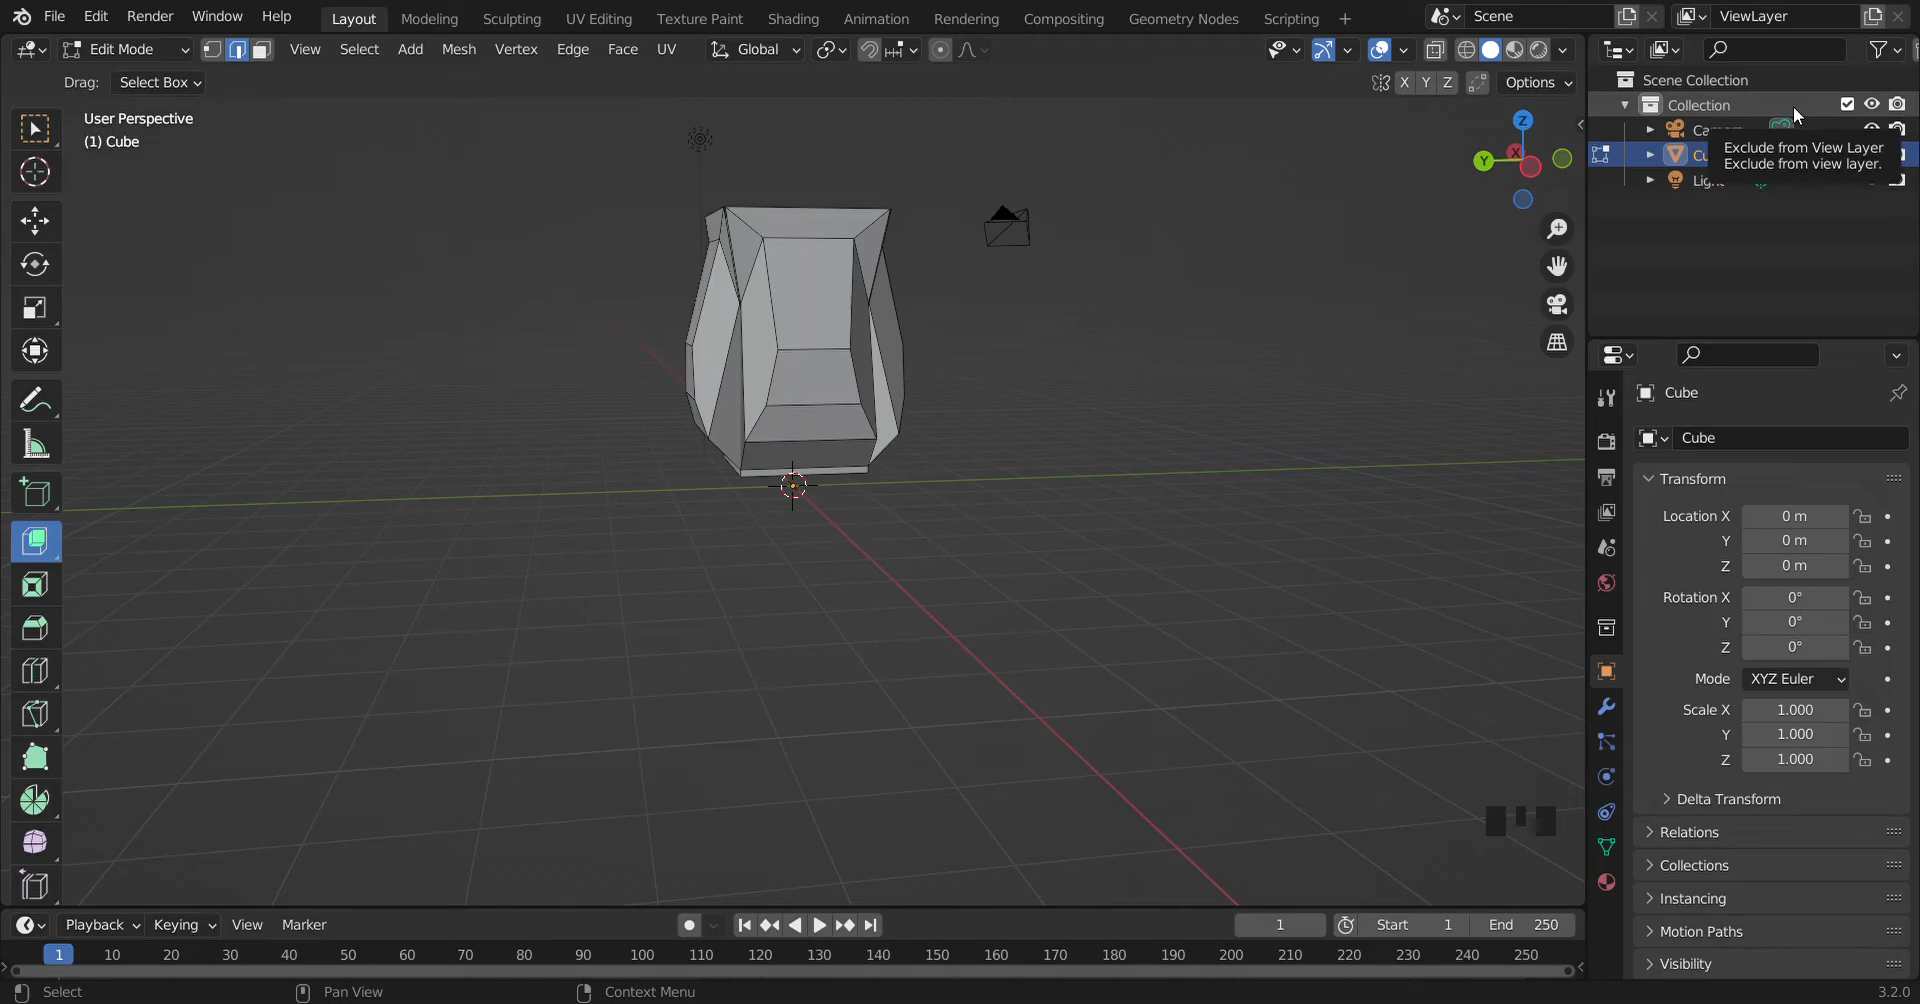 File Edit Render Window Help Layout Modeling Sculpting UV Editing Texture Paint Shading Animation Rendering Compositing Geometry Nodes Scripting + Scene ViewLayer
Edit Mode View Select Add Mesh Vertex Edge Face UV Global
Drag: Select Box X Y Z Options
User Perspective
(1) Cube
Z
Y
X
Scene Collection
Collection
Exclude from View Layer
Exclude from view layer.
Cube
Cube
Transform
Location X 0 m
Y 0 m
Z 0 m
Rotation X 0°
Y 0°
Z 0°
Mode XYZ Euler
Scale X 1.000
Y 1.000
Z 1.000
Delta Transform
Relations
Collections
Instancing
Motion Paths
Visibility
Playback Keying View Marker 1 Start 1 End 250
1 10 20 30 40 50 60 70 80 90 100 110 120 130 140 150 160 170 180 190 200 210 220 230 240 250
Select Pan View Context Menu 3.2.0